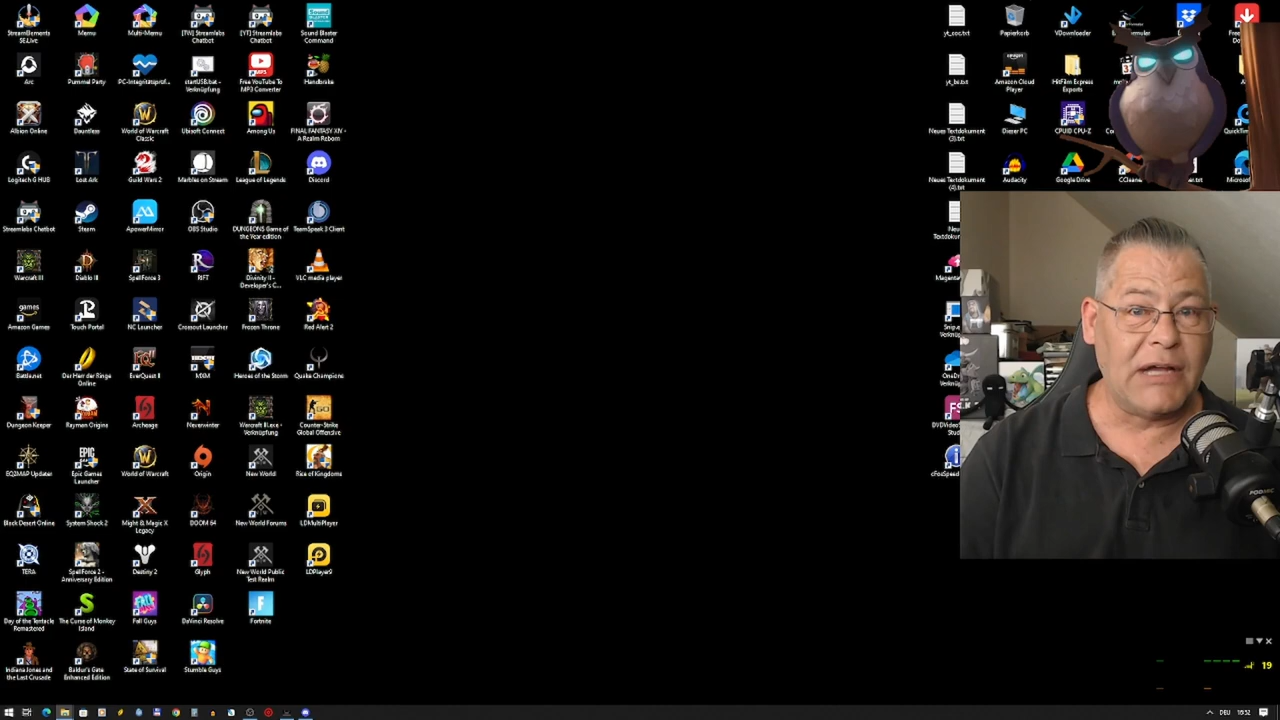 StreamElements
SE.Live
Memu
Multi-Memu
[TW] Streamlabs
Chatbot
[YT] Streamlabs
Chatbot
Sound Blaster
Command
Arc
Pummel Party
PC-Integritätsprüf...
startUSB.bat -
Verknüpfung
Free YouTube To
MP3 Converter
Handbrake
Albion Online
Dauntless
World of Warcraft
Classic
Ubisoft Connect
Among Us
FINAL FANTASY XIV -
A Realm Reborn
Logitech G HUB
Lost Ark
Guild Wars 2
Marbles on Stream
League of Legends
Discord
Streamlabs Chatbot
Steam
ApowerMirror
OBS Studio
DUNGEONS Game of
the Year edition
TeamSpeak 3 Client
Warcraft III
Diablo III
SpellForce 3
RIFT
Divinity II -
Developer's C...
VLC media player
Amazon Games
Touch Portal
NC Launcher
Crossout Launcher
Frozen Throne
Red Alert 2
Battle.net
Der Herr der Ringe
Online
EverQuest II
MXM
Heroes of the Storm
Quake Champions
Dungeon Keeper
Rayman Origins
Archeage
Neverwinter
Warcraft III.exe -
Verknüpfung
Counter-Strike
Global Offensive
EQ2MAP Updater
Epic Games
Launcher
World of Warcraft
Origin
New World
Rise of Kingdoms
Black Desert Online
System Shock 2
Might & Magic X
Legacy
DOOM 64
New World Forums
LDMultiPlayer
TERA
SpellForce 2 -
Anniversary Edition
Destiny 2
Glyph
New World Public
Test Realm
LDPlayer9
Day of the Tentacle
Remastered
The Curse of Monkey
Island
Fall Guys
DaVinci Resolve
Fortnite
Indiana Jones and
the Last Crusade
Baldur's Gate
Enhanced Edition
State of Survival
Stumble Guys
Papierkorb
VDownloader
Amazon Cloud
Player
HitFilm Express
Exports
Neues Textdokument
(3).txt
Dieser PC
CPUID CPU-Z
Neues Textdokument
(4).txt
Audacity
Google Drive
CCleaner
DEU
16:52
19